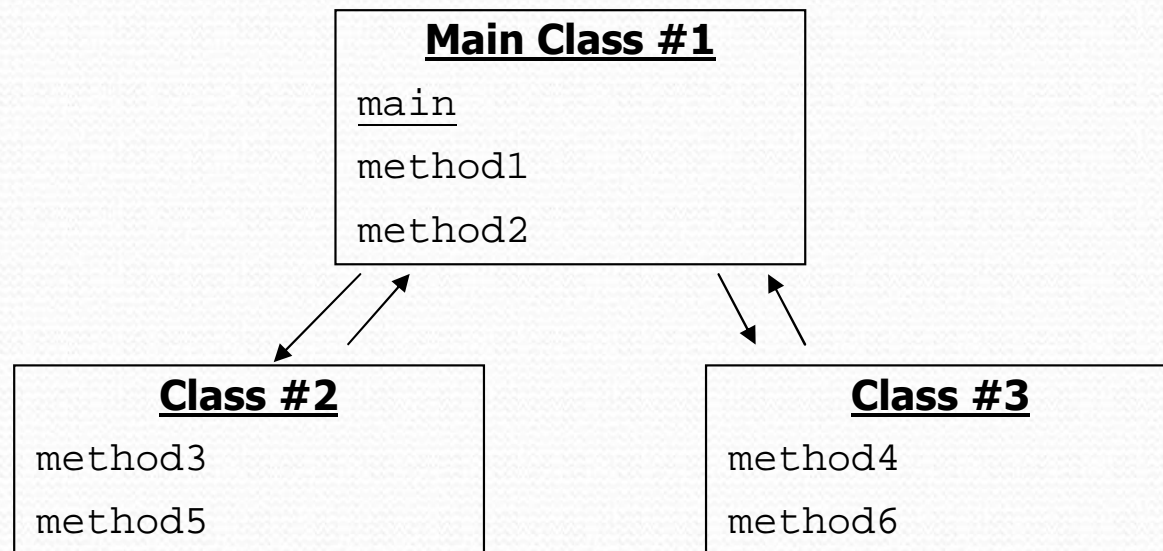 Main Class #1
main
method1
method2
Class #2
method3
method5
Class #3
method4
method6